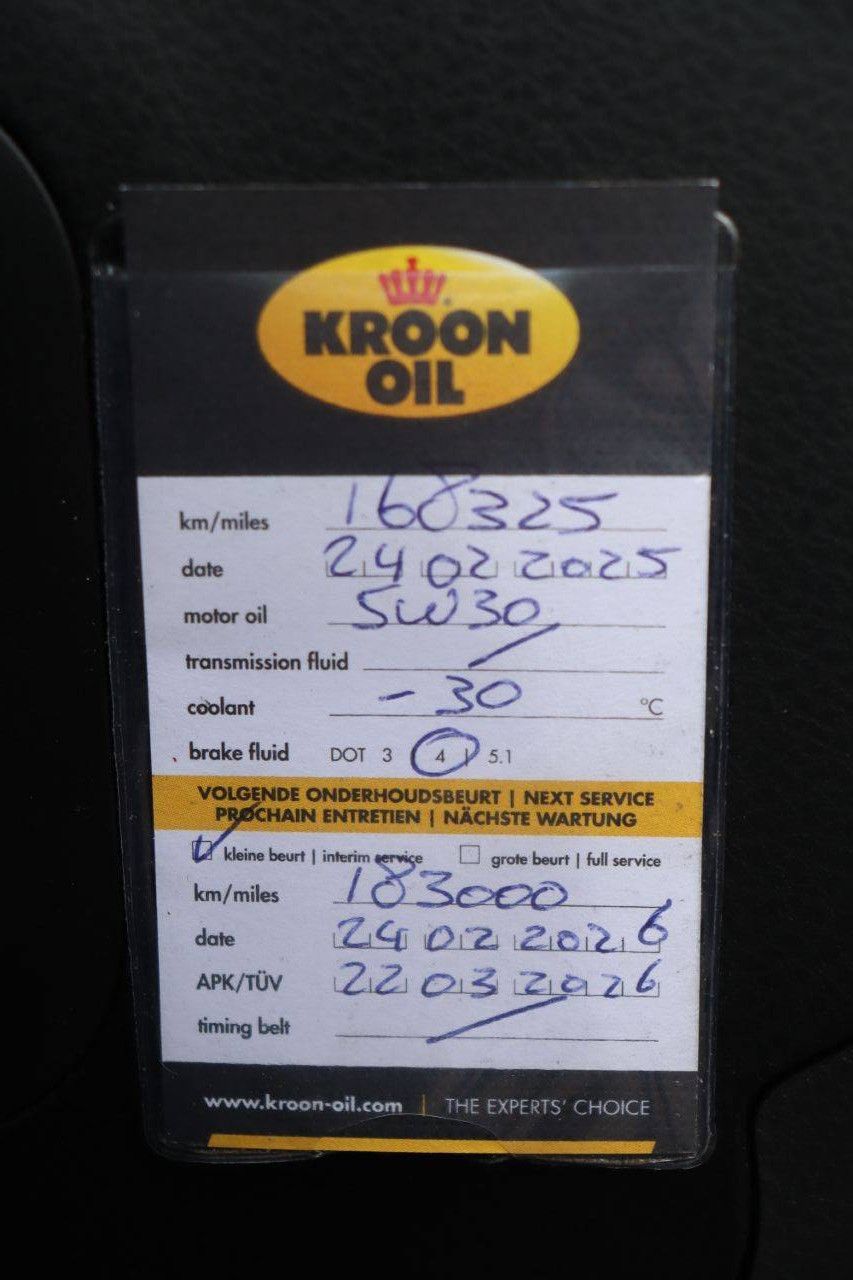 KROON
OIL
km/miles 168325
date 24 02 2025
motor oil 5W30
transmission fluid /
coolant -30 °C
brake fluid DOT 3 4 5.1
VOLGENDE ONDERHOUDSBEURT | NEXT SERVICE
PROCHAIN ENTRETIEN | NÄCHSTE WARTUNG
kleine beurt | interim service grote beurt | full service
km/miles 183000
date 24 02 2026
APK/TÜV 22 03 2026
timing belt /
www.kroon-oil.com | THE EXPERTS' CHOICE